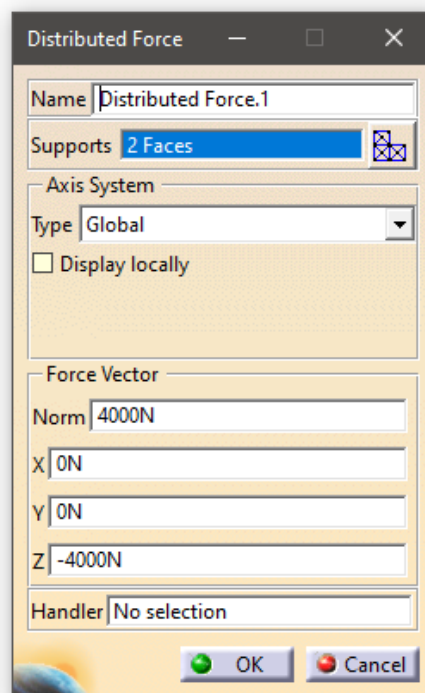 Distributed Force
Name Distributed Force.1
Supports 2 Faces
Axis System
Type Global
Display locally
Force Vector
Norm 4000N
X 0N
Y 0N
Z -4000N
Handler No selection
OK Cancel